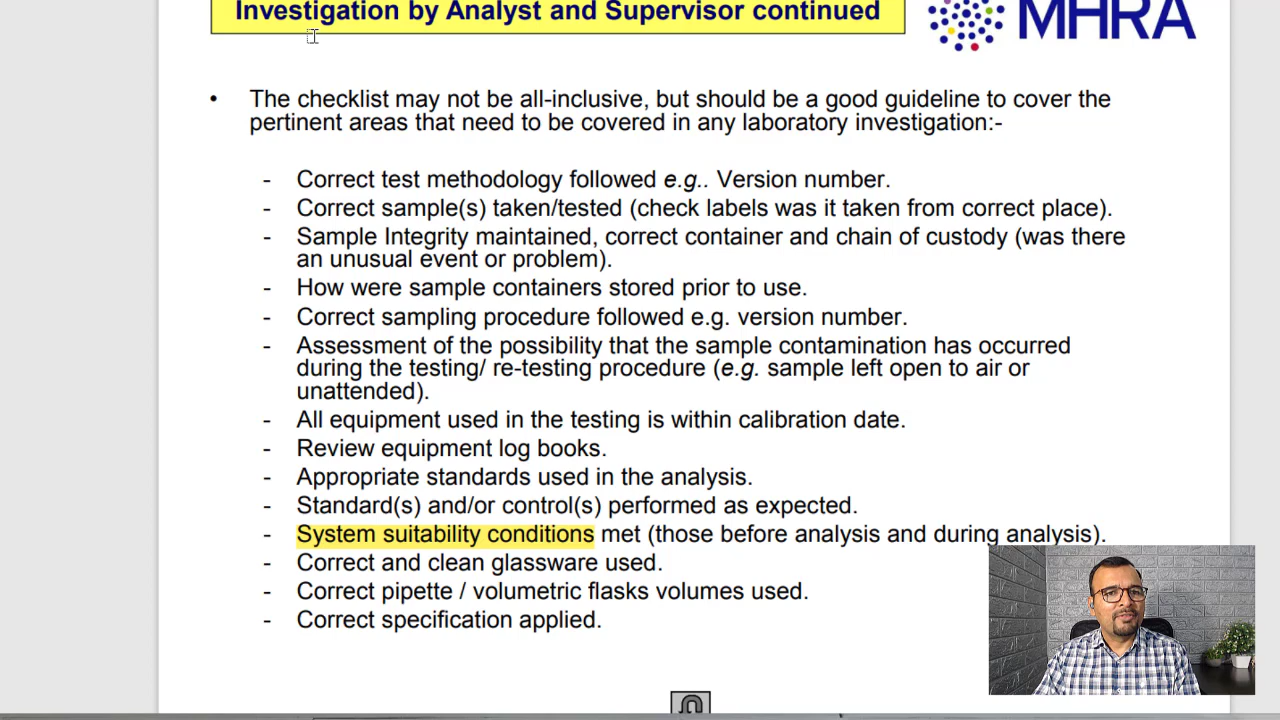 Investigation by Analyst and Supervisor continued
MHRA
• The checklist may not be all-inclusive, but should be a good guideline to cover the
pertinent areas that need to be covered in any laboratory investigation:-
- Correct test methodology followed e.g.. Version number.
- Correct sample(s) taken/tested (check labels was it taken from correct place).
- Sample Integrity maintained, correct container and chain of custody (was there
an unusual event or problem).
- How were sample containers stored prior to use.
- Correct sampling procedure followed e.g. version number.
- Assessment of the possibility that the sample contamination has occurred
during the testing/ re-testing procedure (e.g. sample left open to air or
unattended).
- All equipment used in the testing is within calibration date.
- Review equipment log books.
- Appropriate standards used in the analysis.
- Standard(s) and/or control(s) performed as expected.
- System suitability conditions met (those before analysis and during analysis).
- Correct and clean glassware used.
- Correct pipette / volumetric flasks volumes used.
- Correct specification applied.